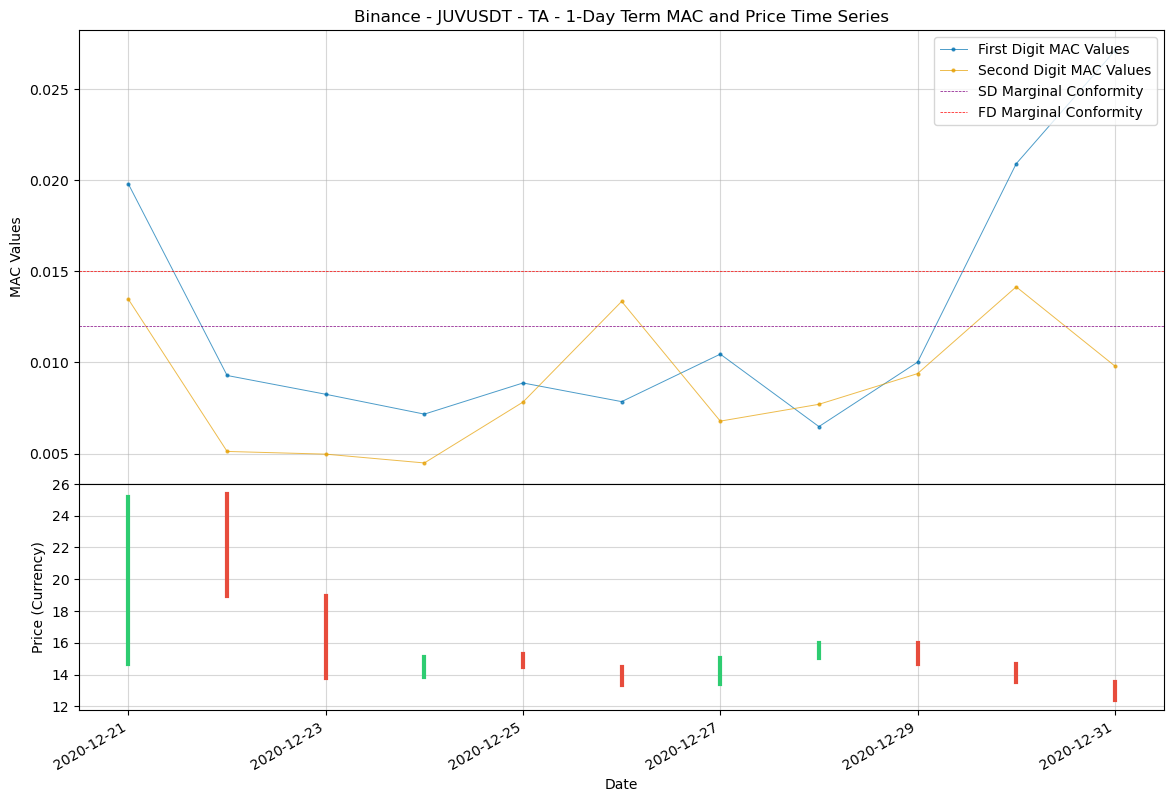 Binance - JUVUSDT - TA - 1-Day Term MAC and Price Time Series
First Digit MAC Values
Second Digit MAC Values
SD Marginal Conformity
FD Marginal Conformity
MAC Values
0.025
0.020
0.015
0.010
0.005
Price (Currency)
26
24
22
20
18
16
14
12
2020-12-21
2020-12-23
2020-12-25
2020-12-27
2020-12-29
2020-12-31
Date